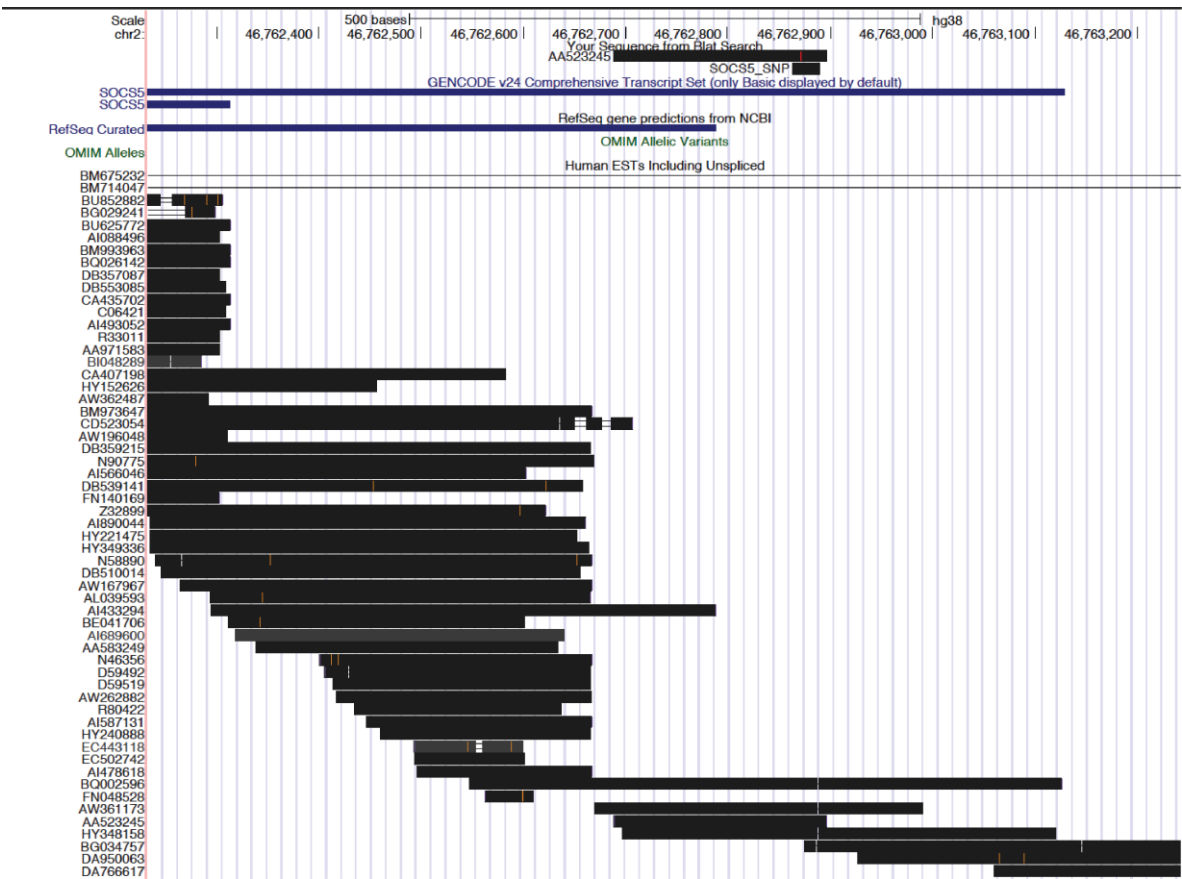 Scale 500 bases hg38
chr2: 46,762,400 46,762,500 46,762,600 46,762,700 46,762,800 46,762,900 46,763,000 46,763,100 46,763,200
Your Sequence from Blat Search
AA523245
SOCS5_SNP
GENCODE v24 Comprehensive Transcript Set (only Basic displayed by default)
SOCS5
SOCS5
RefSeq gene predictions from NCBI
RefSeq Curated
OMIM Allelic Variants
OMIM Alleles
Human ESTs Including Unspliced
BM675232
BM714047
BU852882
BG029241
BU625772
AI088496
BM993963
BQ026142
DB357087
DB553085
CA435702
C06421
AI493052
R33011
AA971583
BI048289
CA407198
HY152626
AW362487
BM973647
CD523054
AW196048
DB359215
N90775
AI566046
DB539141
FN140169
Z32899
AI890044
HY221475
HY349336
N58890
DB510014
AW167967
AL039593
AI433294
BE041706
AI689600
AA583249
N46356
D59492
D59519
AW262882
R80422
AI587131
HY240888
EC443118
EC502742
AI478618
BQ002596
FN048528
AW361173
AA523245
HY348158
BG034757
DA950063
DA766617